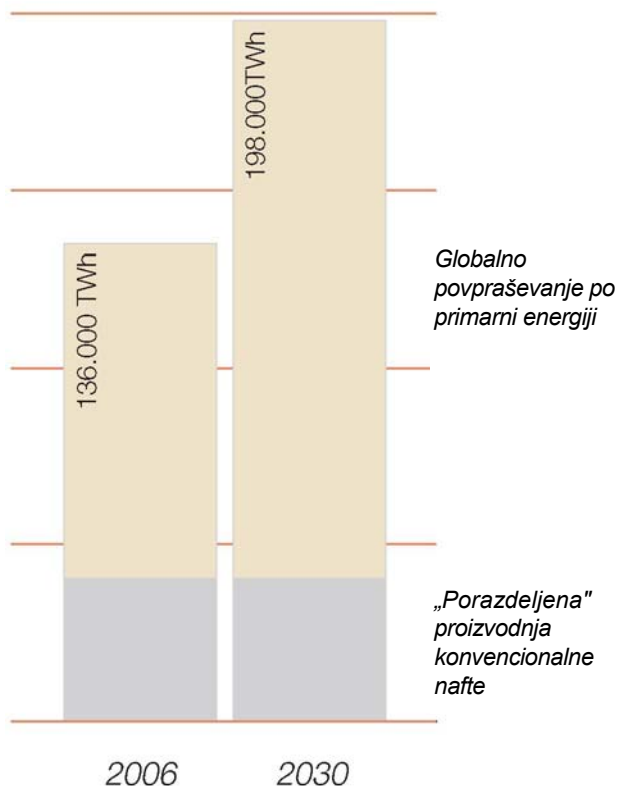 136.000 TWh
198.000TWh
Globalno
povpraševanje po
primarni energiji
„Porazdeljena"
proizvodnja
konvencionalne
nafte
2006
2030